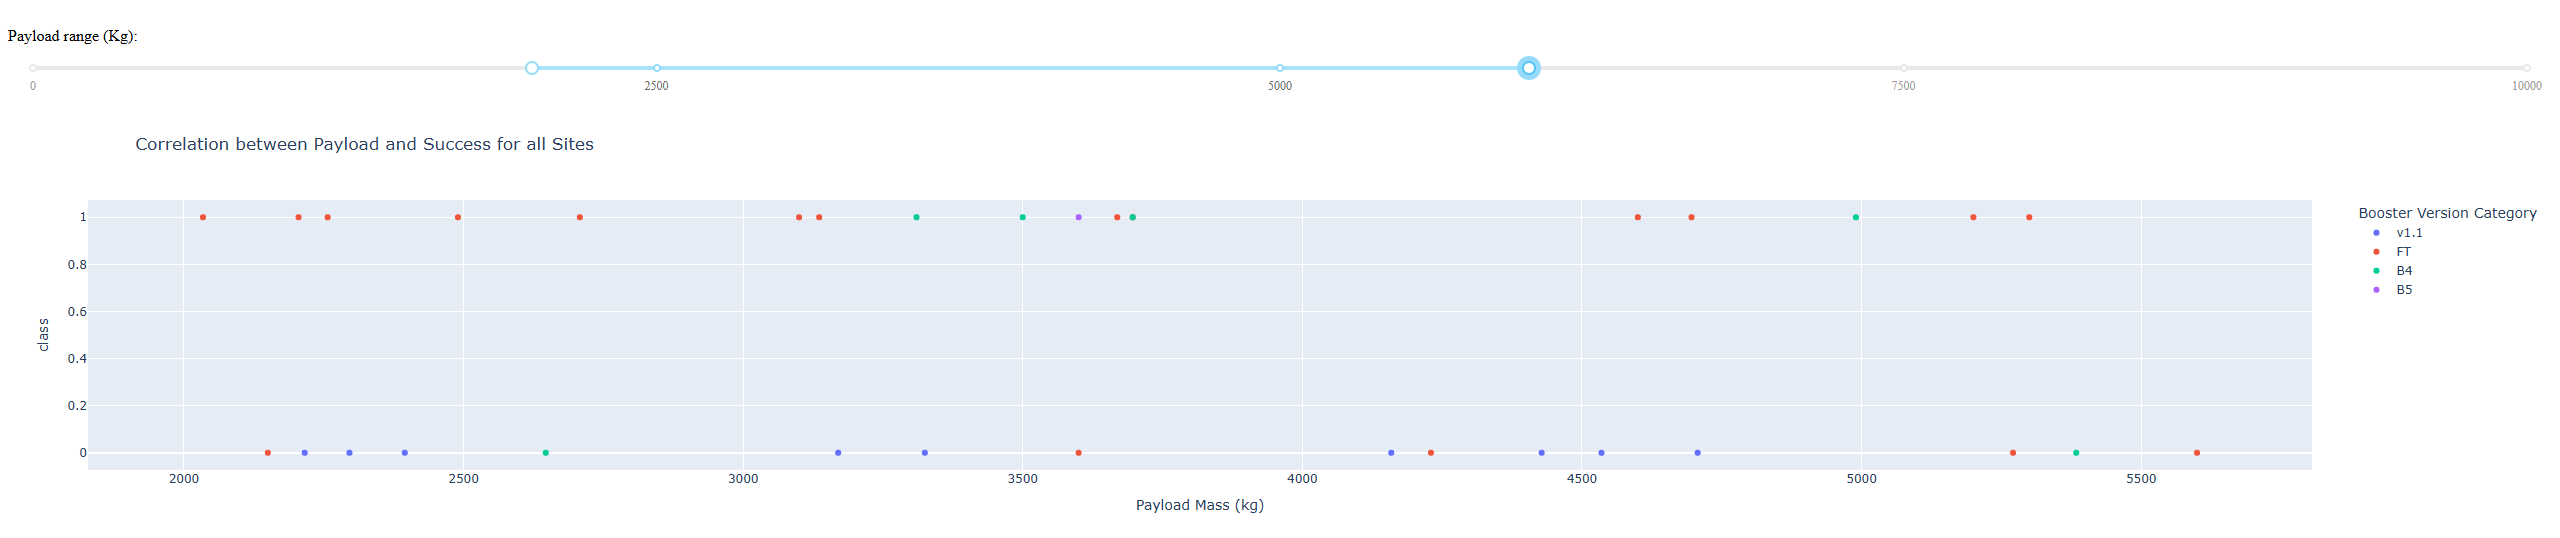 Payload range (Kg):
0 2500 5000 7500 10000
Correlation between Payload and Success for all Sites
Booster Version Category
v1.1
FT
B4
B5
1
0.8
0.6
0.4
0.2
0
class
2000 2500 3000 3500 4000 4500 5000 5500
Payload Mass (kg)